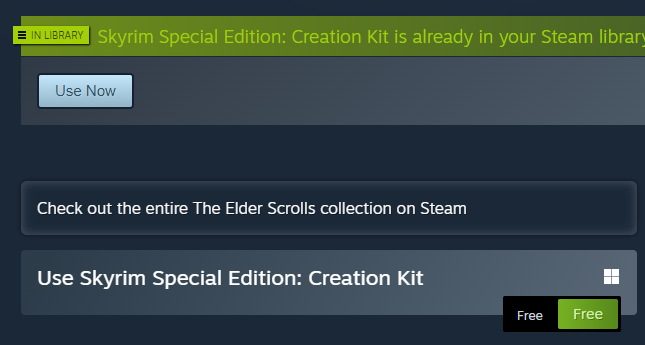 IN LIBRARY
Skyrim Special Edition: Creation Kit is already in your Steam library
Use Now
Check out the entire The Elder Scrolls collection on Steam
Use Skyrim Special Edition: Creation Kit
Free
Free